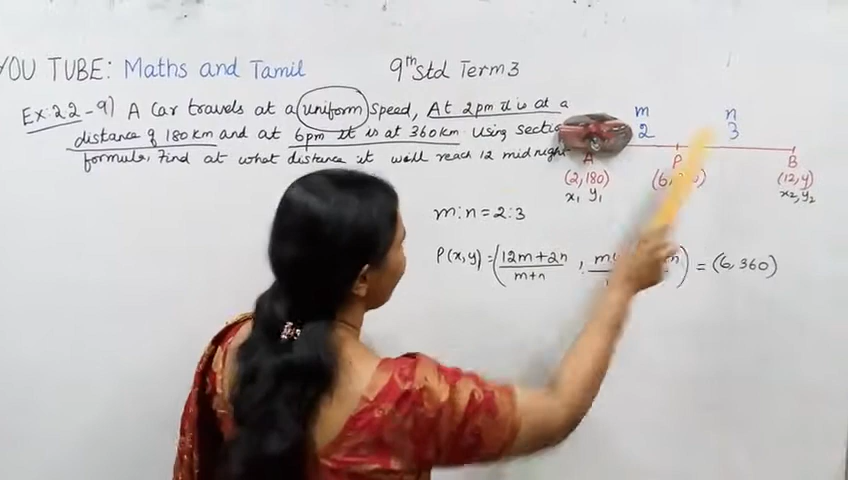 YOU TUBE: Maths and Tamil
9th Std Term 3
Ex: 2.2 - 9) A Car travels at a uniform Speed, At 2pm it is at a
distance of 180 km and at 6pm it is at 360 km. Using
formula, Find at what distance it will reach 12
m n
2 3
A P B
(2, 180) (12, y)
x1 y1 x2, y2
m:n = 2:3
P(x, y) = (12m + 2n / m + n , = (6, 360)